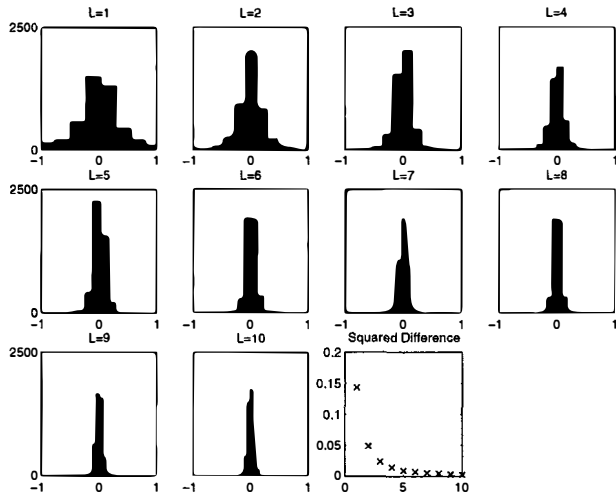 L=1 L=2 L=3 L=4
2500
0
-1 0 1 -1 0 1 -1 0 1 -1 0 1
L=5 L=6 L=7 L=8
2500
0
-1 0 1 -1 0 1 -1 0 1 -1 0 1
L=9 L=10 Squared Difference
2500 0.2
0.15
0.1
0.05
0 0
-1 0 1 -1 0 1 0 5 10